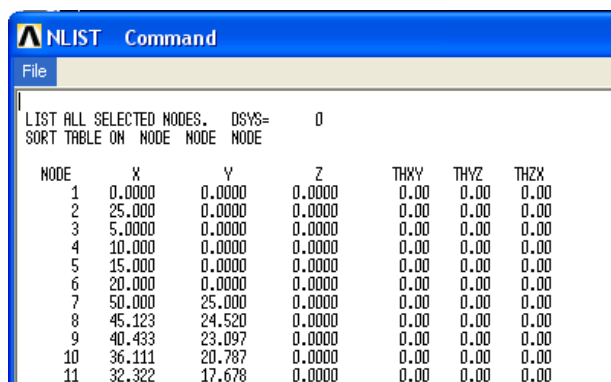 NLIST Command
File
LIST ALL SELECTED NODES. DSYS= 0
SORT TABLE ON NODE NODE NODE
NODE X Y Z THXY THYZ THZX
1 0.0000 0.0000 0.0000 0.00 0.00 0.00
2 25.000 0.0000 0.0000 0.00 0.00 0.00
3 5.0000 0.0000 0.0000 0.00 0.00 0.00
4 10.000 0.0000 0.0000 0.00 0.00 0.00
5 15.000 0.0000 0.0000 0.00 0.00 0.00
6 20.000 0.0000 0.0000 0.00 0.00 0.00
7 50.000 25.000 0.0000 0.00 0.00 0.00
8 45.123 24.520 0.0000 0.00 0.00 0.00
9 40.433 23.097 0.0000 0.00 0.00 0.00
10 36.111 20.787 0.0000 0.00 0.00 0.00
11 32.322 17.678 0.0000 0.00 0.00 0.00